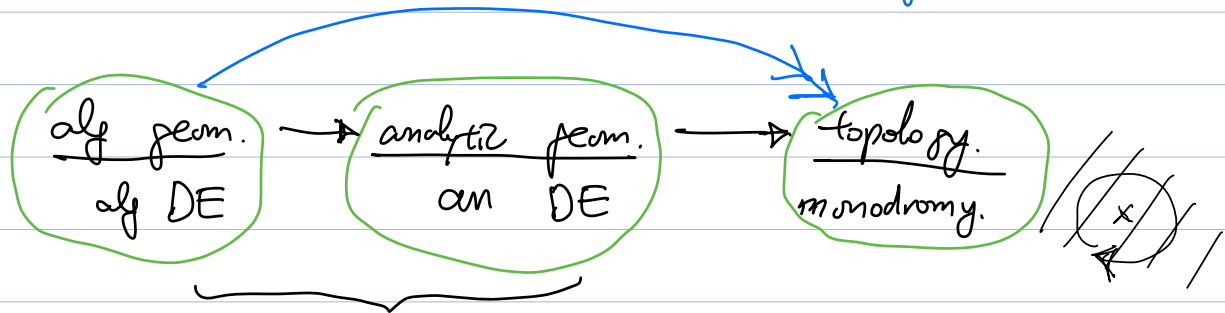 alg geom. → analytic geom. → topology.
alg DE an DE monodromy.
x